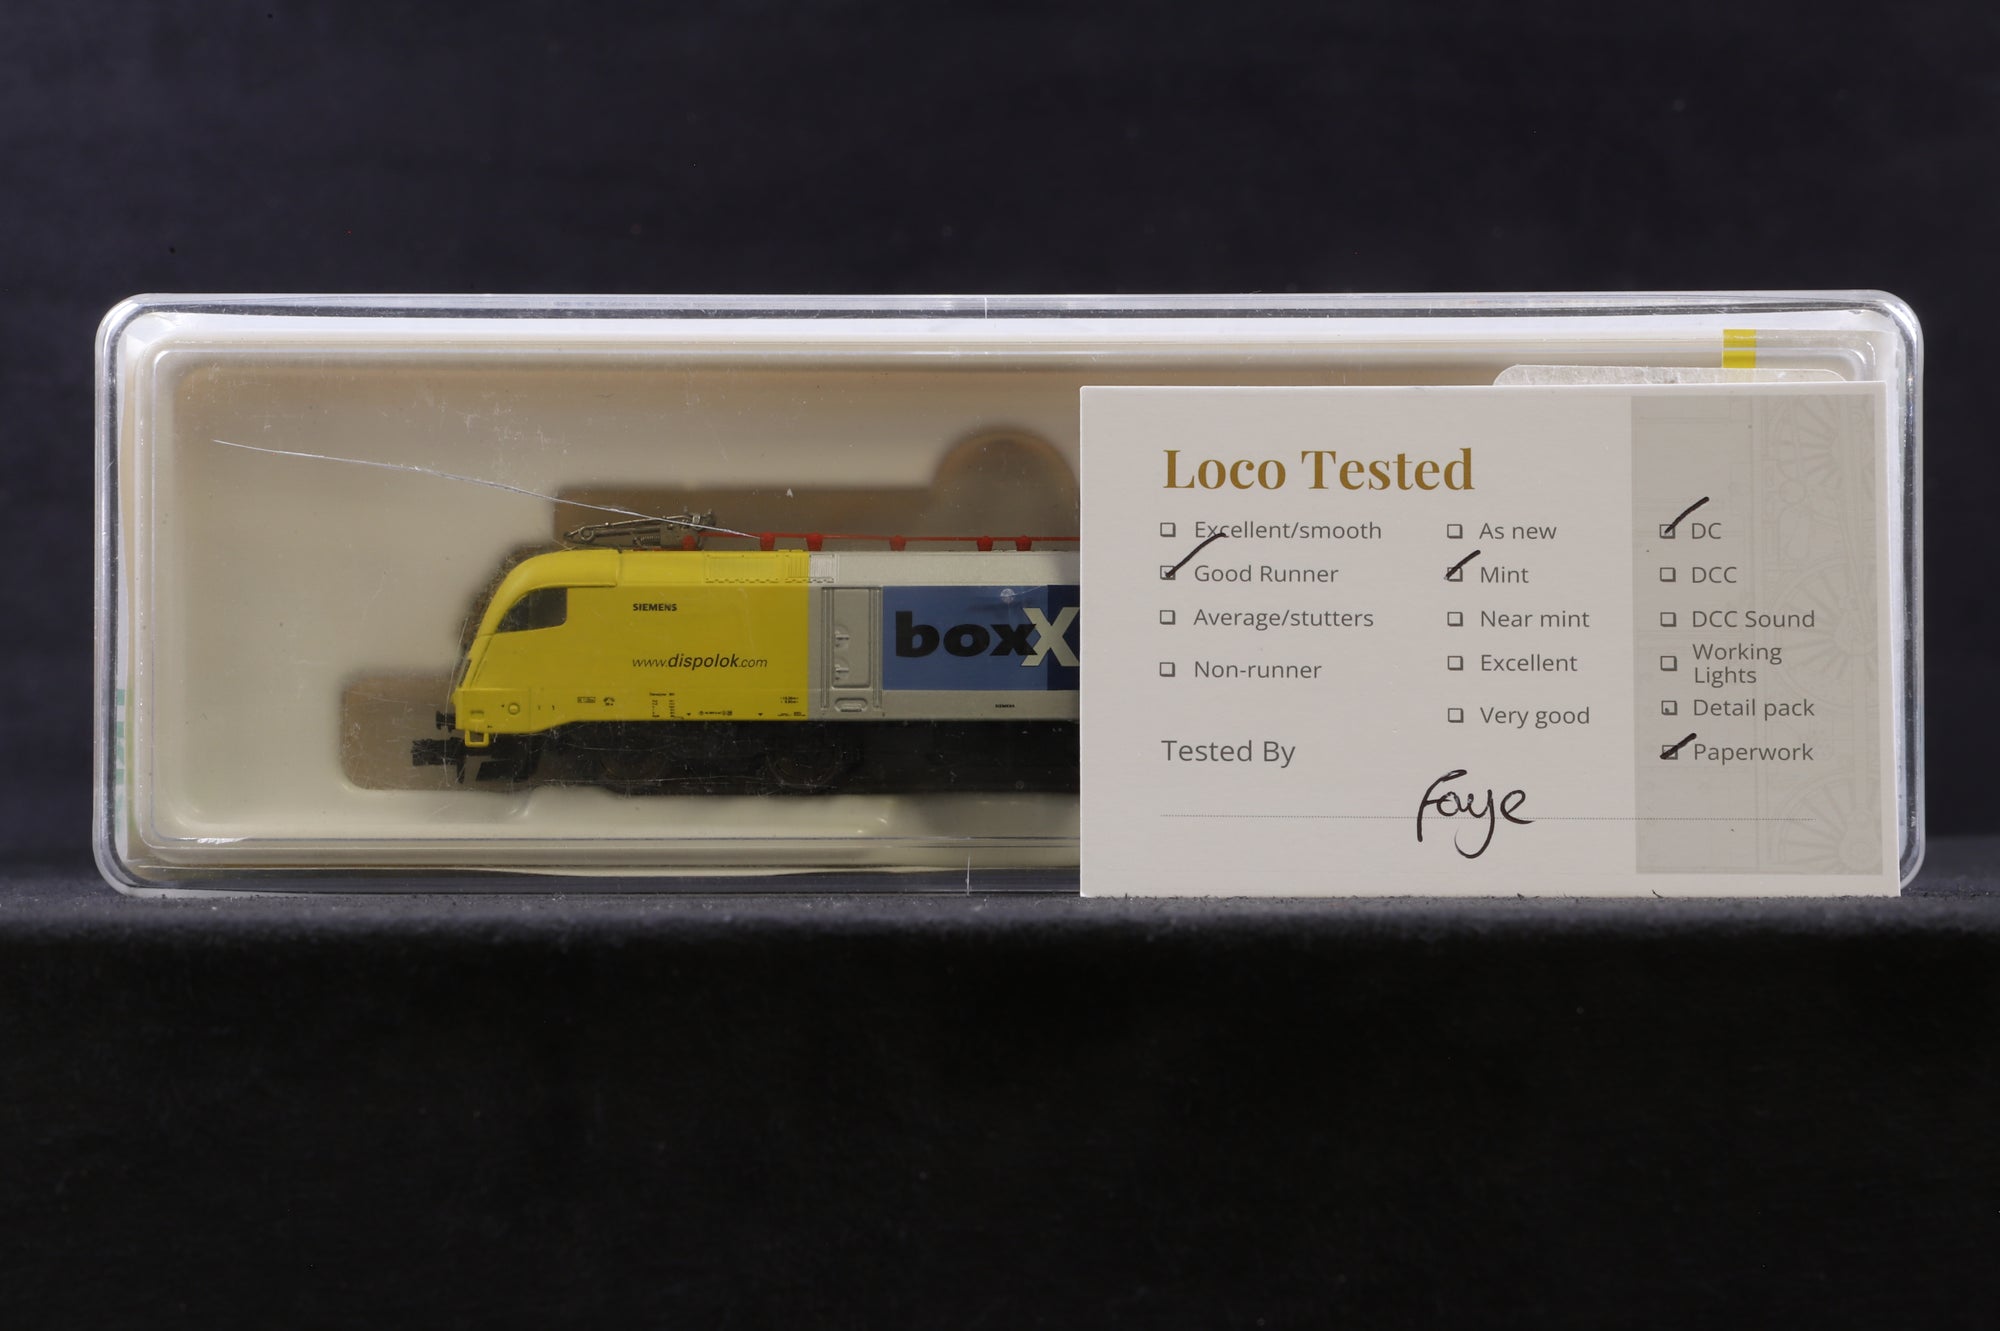 SIEMENS
www.dispolok.com
boxX
SIEMENS
Loco Tested
Excellent/smooth
Good Runner
Average/stutters
Non-runner
As new
Mint
Near mint
Excellent
Very good
DC
DCC
DCC Sound
Working
Lights
Detail pack
Paperwork
Tested By
Faye